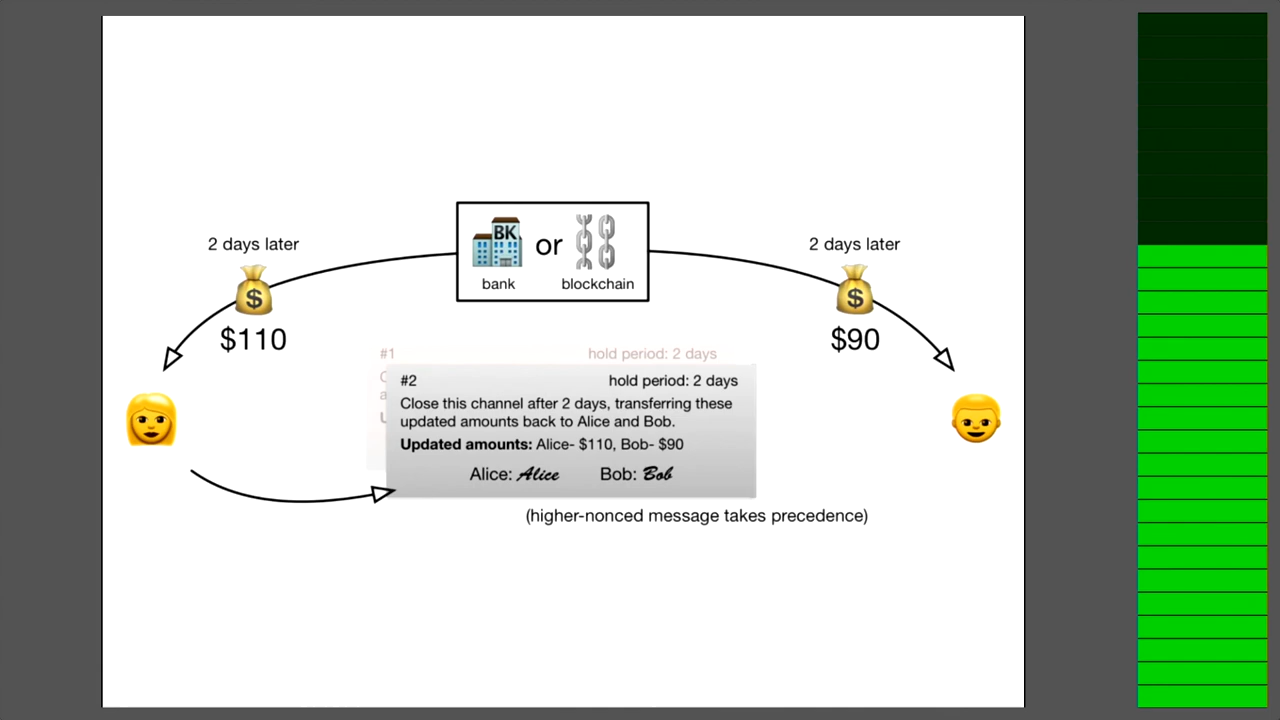 BK
or
bank
blockchain
2 days later
$110
2 days later
$90
#1 hold period: 2 days
#2 hold period: 2 days
Close this channel after 2 days, transferring these
updated amounts back to Alice and Bob.
Updated amounts: Alice- $110, Bob- $90
Alice: Alice Bob: Bob
(higher-nonced message takes precedence)